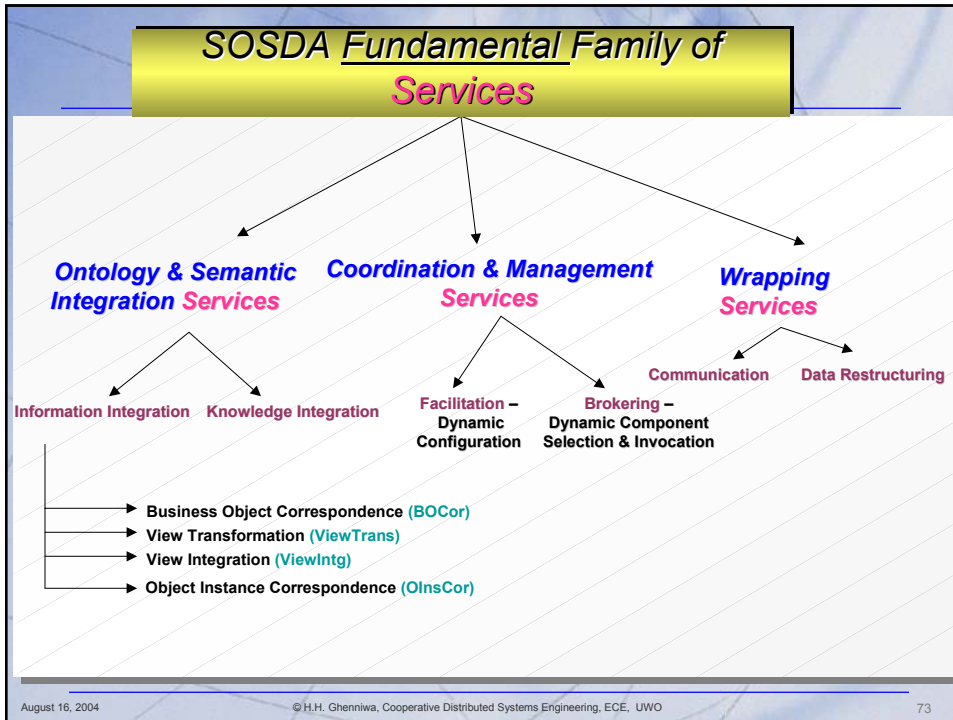 SOSDA Fundamental Family of
Services
Ontology & Semantic
Integration Services
Coordination & Management
Services
Wrapping
Services
Information Integration
Knowledge Integration
Facilitation –
Dynamic
Configuration
Brokering –
Dynamic Component
Selection & Invocation
Communication
Data Restructuring
Business Object Correspondence (BOCor)
View Transformation (ViewTrans)
View Integration (ViewIntg)
Object Instance Correspondence (OInsCor)
August 16, 2004
© H.H. Ghenniwa, Cooperative Distributed Systems Engineering, ECE, UWO
73